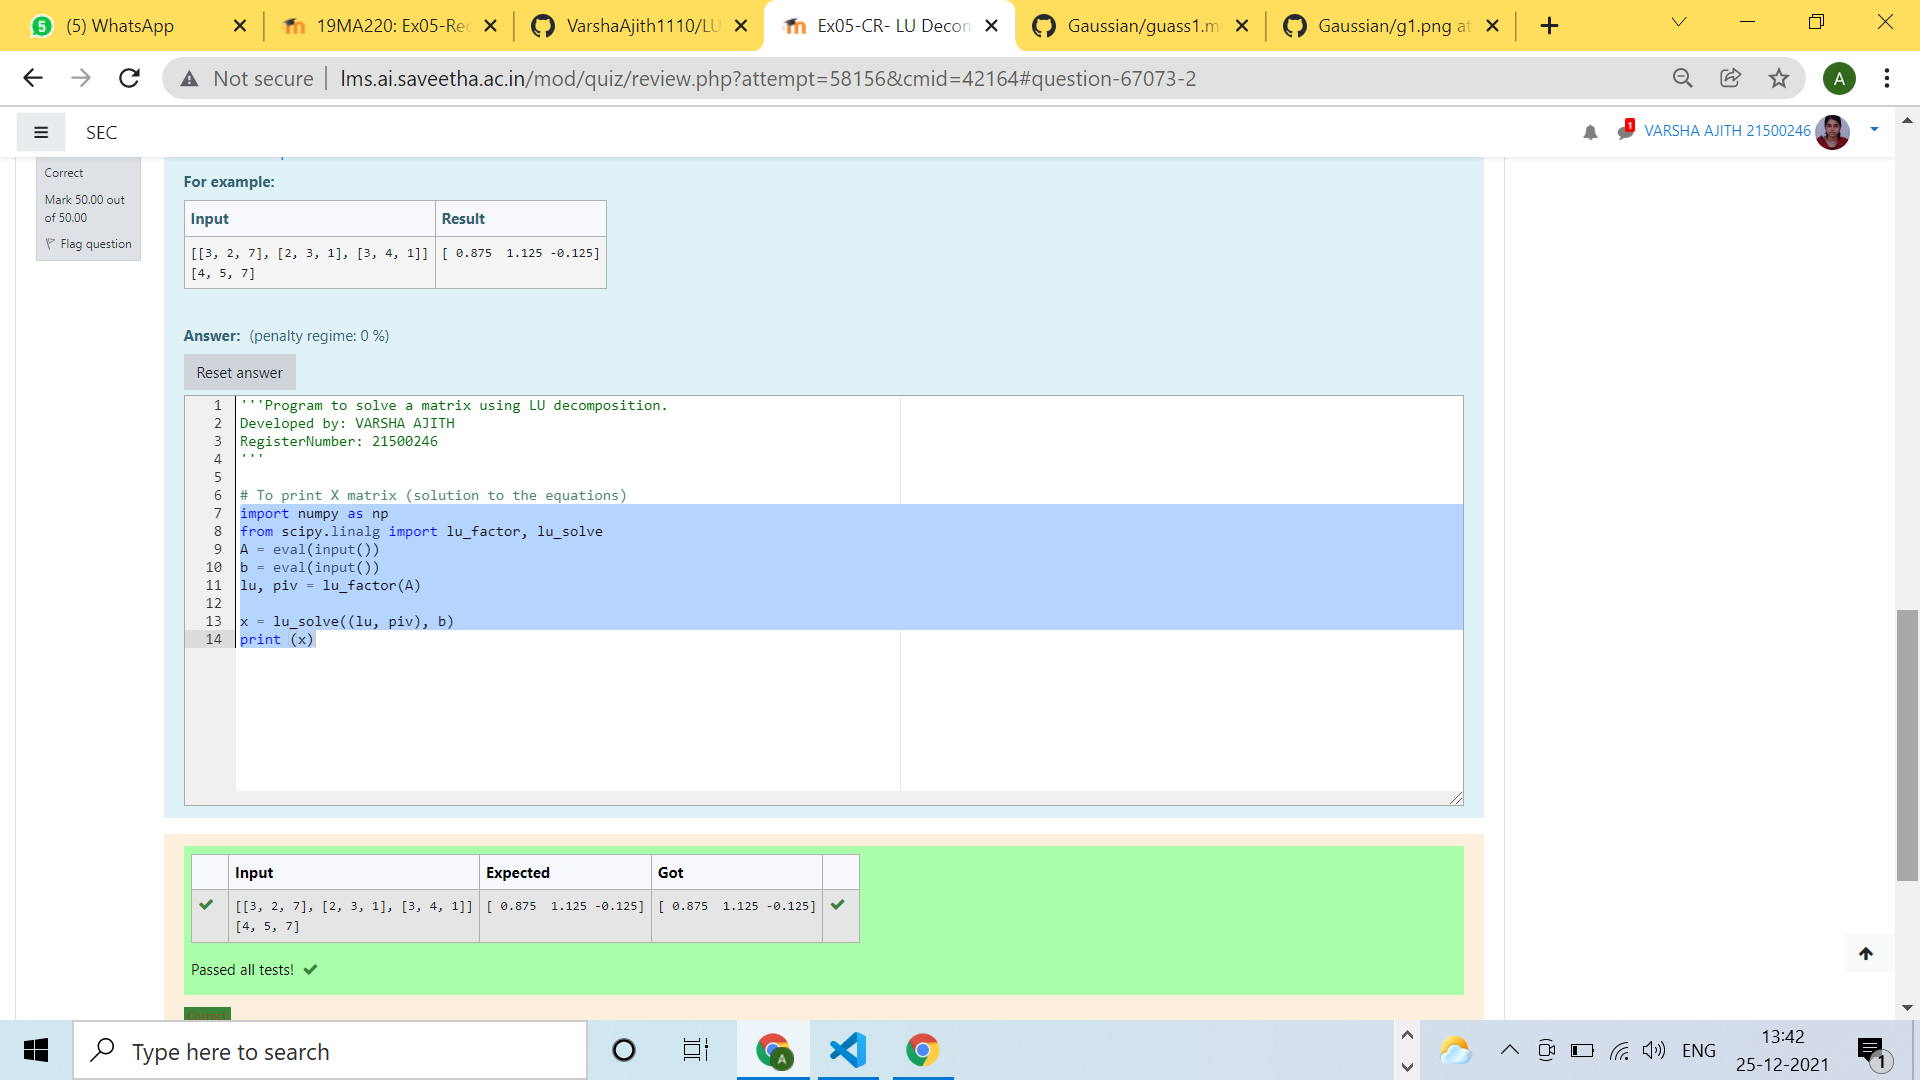 (5) WhatsApp
19MA220: Ex05-Rec
VarshaAjith1110/LU
Ex05-CR- LU Decom
Gaussian/guass1.m
Gaussian/g1.png at
Not secure
lms.ai.saveetha.ac.in/mod/quiz/review.php?attempt=58156&cmid=42164#question-67073-2
A
SEC
1
VARSHA AJITH 21500246
Correct
Mark 50.00 out
of 50.00
Flag question
For example:
Input Result
[[3, 2, 7], [2, 3, 1], [3, 4, 1]] [ 0.875  1.125 -0.125]
[4, 5, 7]
Answer: (penalty regime: 0 %)
Reset answer
1 '''Program to solve a matrix using LU decomposition.
2 Developed by: VARSHA AJITH
3 RegisterNumber: 21500246
4 '''
5
6 # To print X matrix (solution to the equations)
7 import numpy as np
8 from scipy.linalg import lu_factor, lu_solve
9 A = eval(input())
10 b = eval(input())
11 lu, piv = lu_factor(A)
12
13 x = lu_solve((lu, piv), b)
14 print (x)
Input Expected Got
[[3, 2, 7], [2, 3, 1], [3, 4, 1]] [ 0.875  1.125 -0.125] [ 0.875  1.125 -0.125]
[4, 5, 7]
Passed all tests!
Correct
Type here to search
A
ENG
13:42
25-12-2021
1